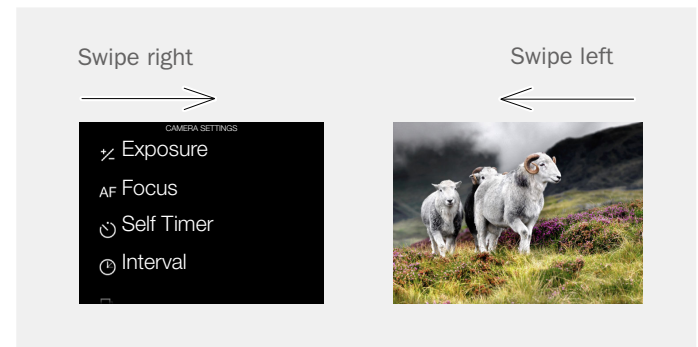 Swipe right
Swipe left
CAMERA SETTINGS
+/- Exposure
AF Focus
Self Timer
Interval